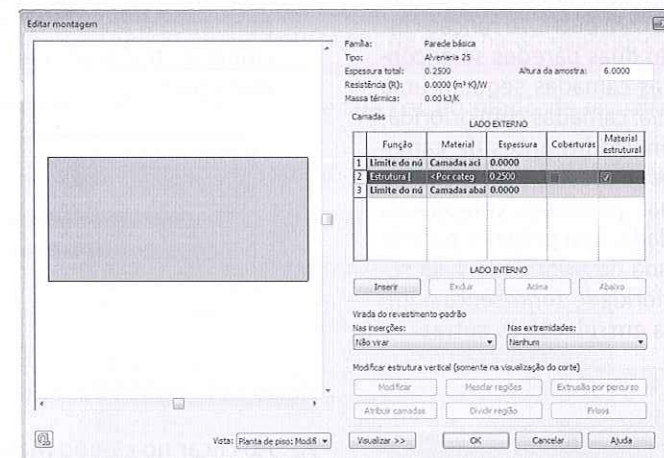 Editar montagem
Família: Parede básica
Tipo: Alvenaria 25
Espessura total: 0.2500 Altura da amostra: 6.0000
Resistência (R): 0.0000 (m²·K)/W
Massa térmica: 0.00 kJ/K
Camadas
LADO EXTERNO
Função Material Espessura Coberturas Material estrutural
1 Limite do nú Camadas aci 0.0000
2 Estrutura [ <Por categ 0.2500
3 Limite do nú Camadas abai 0.0000
LADO INTERNO
Inserir Excluir Acima Abaixo
Virada do revestimento padrão
Nas inserções: Nas extremidades:
Não virar Nenhum
Modificar estrutura vertical (somente na visualização do corte)
Modificar Mesclar regiões Extrusão por percurso
Atribuir camadas Dividir região Frisos
Vista: Planta de piso: Modifi Visualizar >> OK Cancelar Ajuda